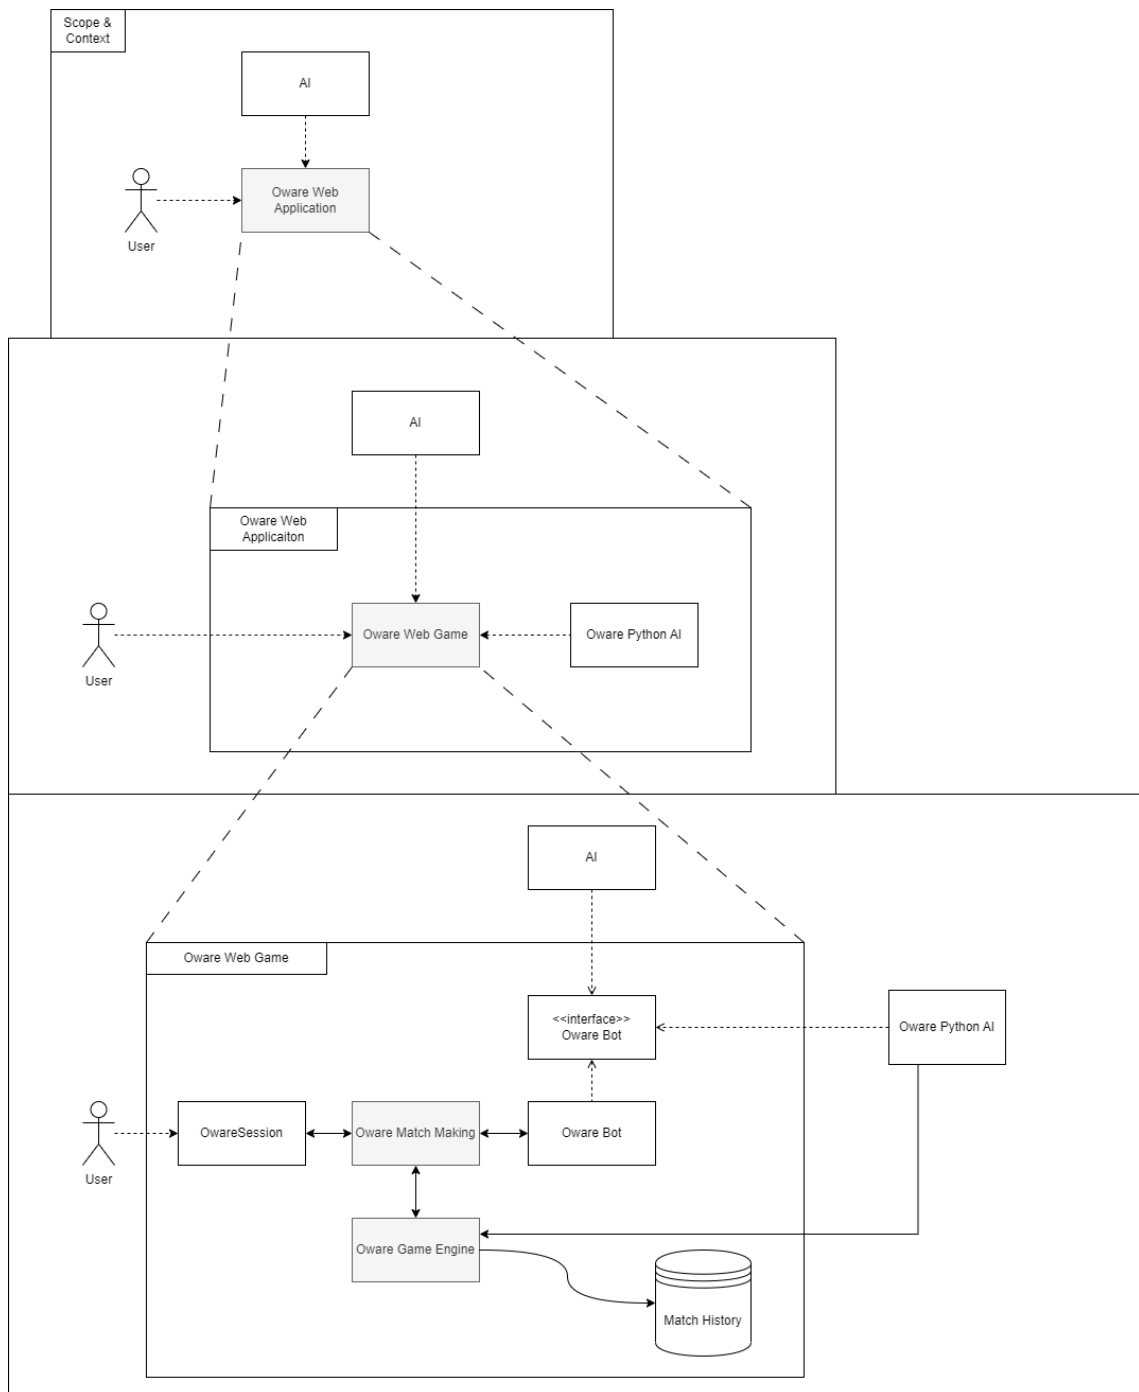 Scope &
Context
AI
Oware Web
Application
User
AI
Oware Web
Applicaiton
Oware Web Game
Oware Python AI
User
AI
Oware Web Game
<<interface>>
Oware Bot
Oware Python AI
OwareSession
Oware Match Making
Oware Bot
User
Oware Game Engine
Match History